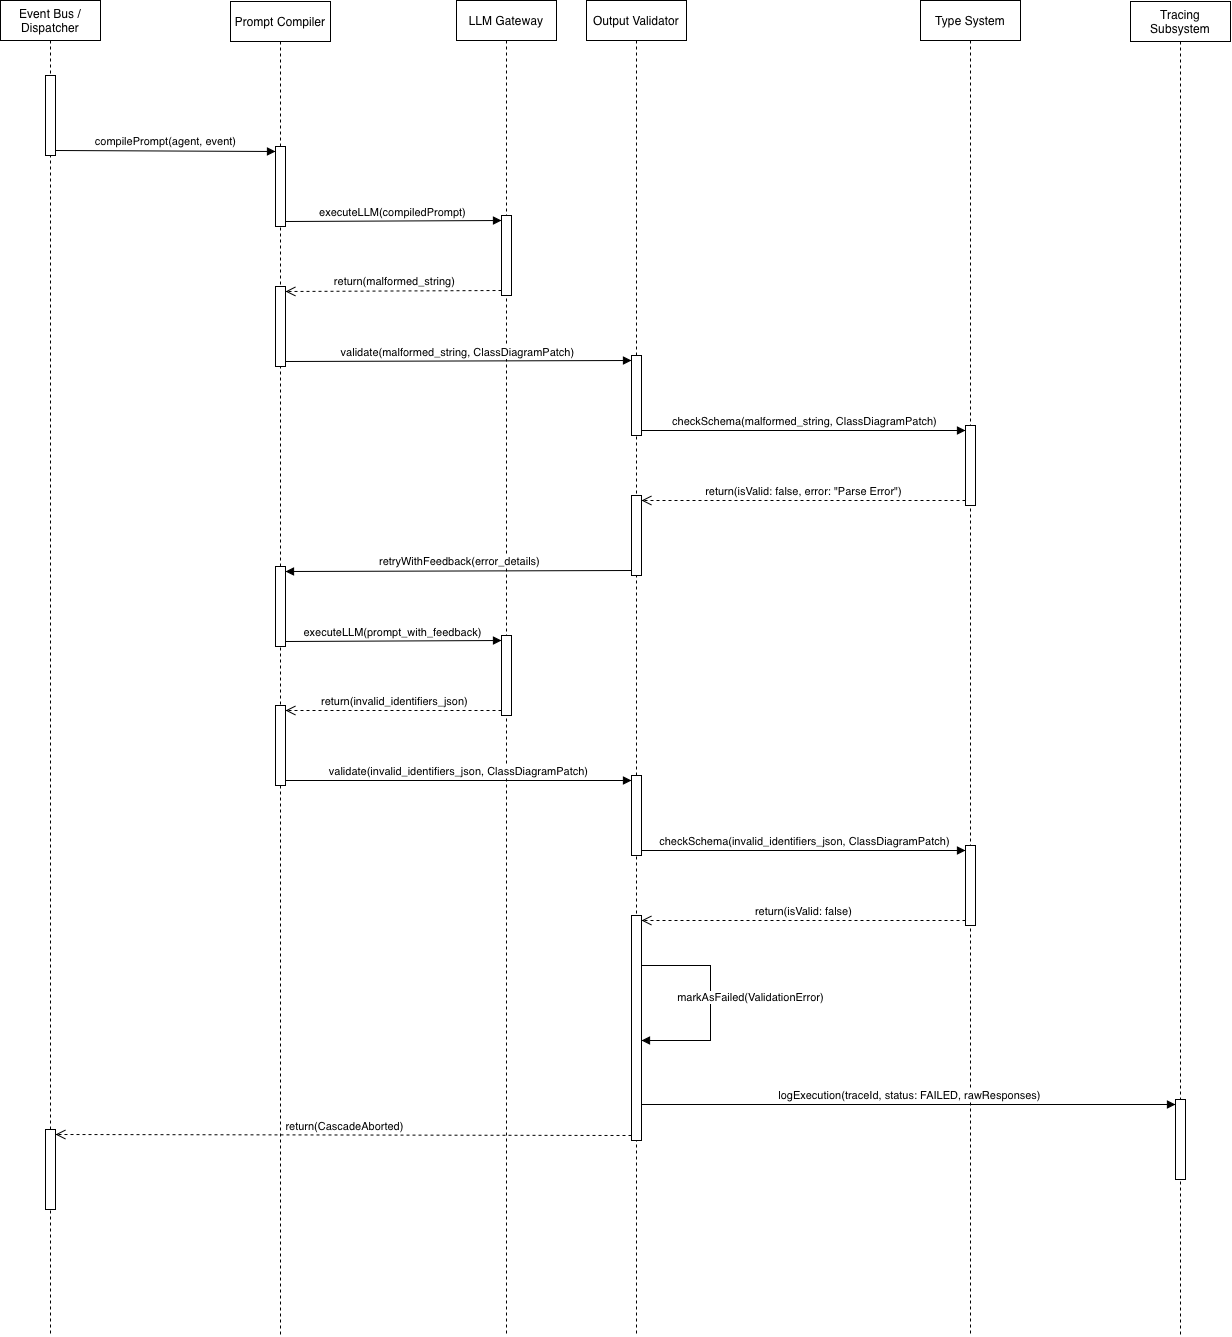 Event Bus /
Dispatcher
Prompt Compiler
LLM Gateway
Output Validator
Type System
Tracing
Subsystem
compilePrompt(agent, event)
executeLLM(compiledPrompt)
return(malformed_string)
validate(malformed_string, ClassDiagramPatch)
checkSchema(malformed_string, ClassDiagramPatch)
return(isValid: false, error: "Parse Error")
retryWithFeedback(error_details)
executeLLM(prompt_with_feedback)
return(invalid_identifiers_json)
validate(invalid_identifiers_json, ClassDiagramPatch)
checkSchema(invalid_identifiers_json, ClassDiagramPatch)
return(isValid: false)
markAsFailed(ValidationError)
logExecution(traceId, status: FAILED, rawResponses)
return(CascadeAborted)